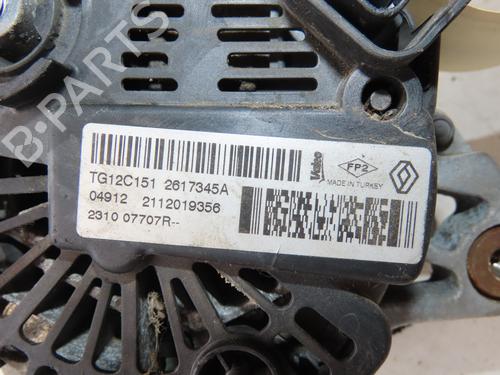 B-PARTS
Valeo
FP2
MADE IN TURKEY
TG12C151 2617345A
04912 2112019356
2310 07707R--